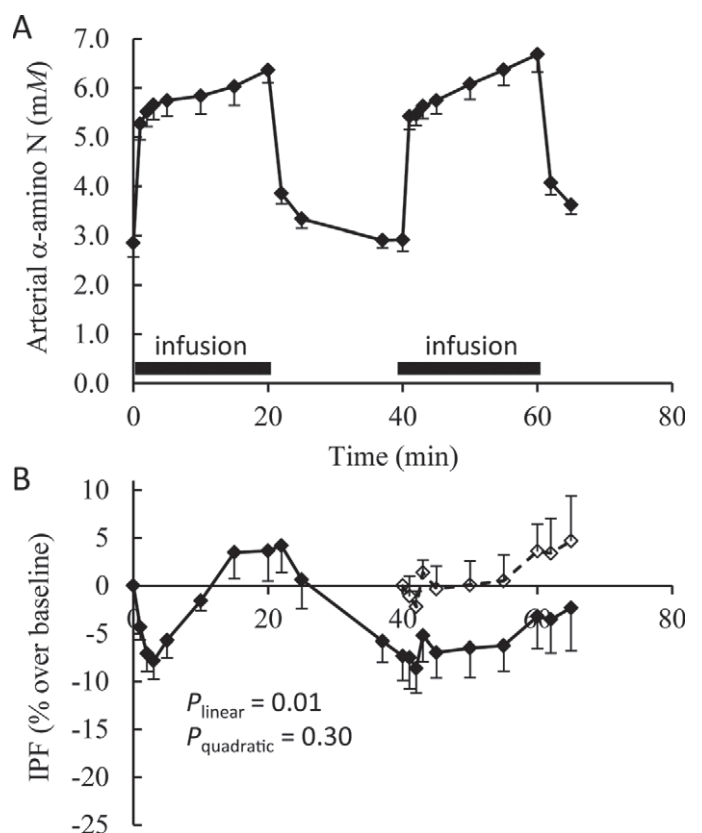 A
Arterial α-amino N (mM)
7.0
6.0
5.0
4.0
3.0
2.0
1.0
0.0
infusion infusion
0 20 40 60 80
Time (min)
B
IPF (% over baseline)
10
5
0
-5
-10
-15
-20
-25
0 20 40 60 80
Plinear = 0.01
Pquadratic = 0.30